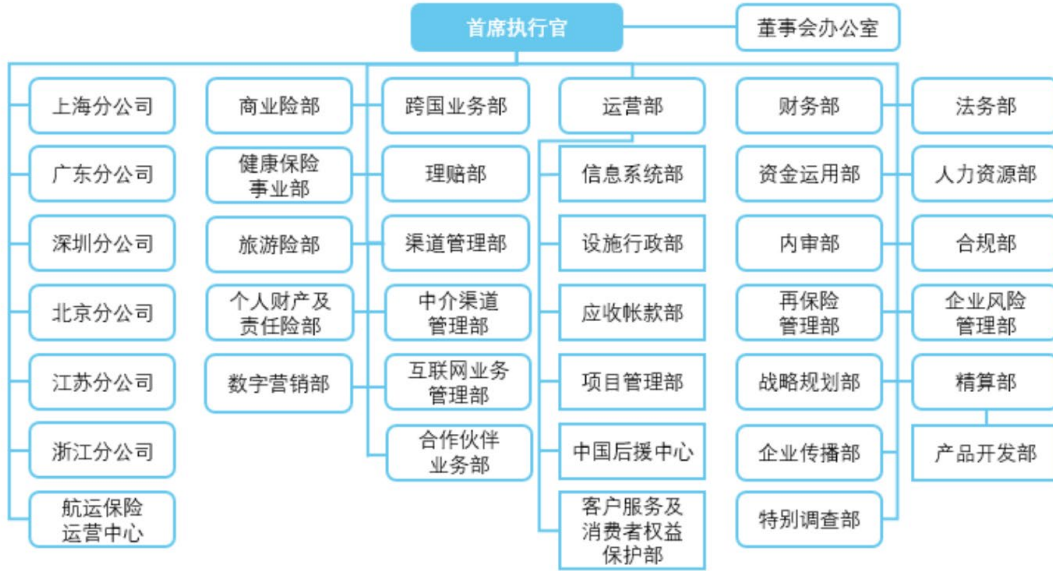 首席执行官
董事会办公室
上海分公司
商业险部
跨国业务部
运营部
财务部
法务部
广东分公司
健康保险
事业部
理赔部
信息系统部
资金运用部
人力资源部
深圳分公司
旅游险部
渠道管理部
设施行政部
内审部
合规部
北京分公司
个人财产及
责任险部
中介渠道
管理部
应收帐款部
再保险
管理部
企业风险
管理部
江苏分公司
数字营销部
互联网业务
管理部
项目管理部
战略规划部
精算部
浙江分公司
合作伙伴
业务部
中国后援中心
企业传播部
产品开发部
航运保险
运营中心
客户服务及
消费者权益
保护部
特别调查部